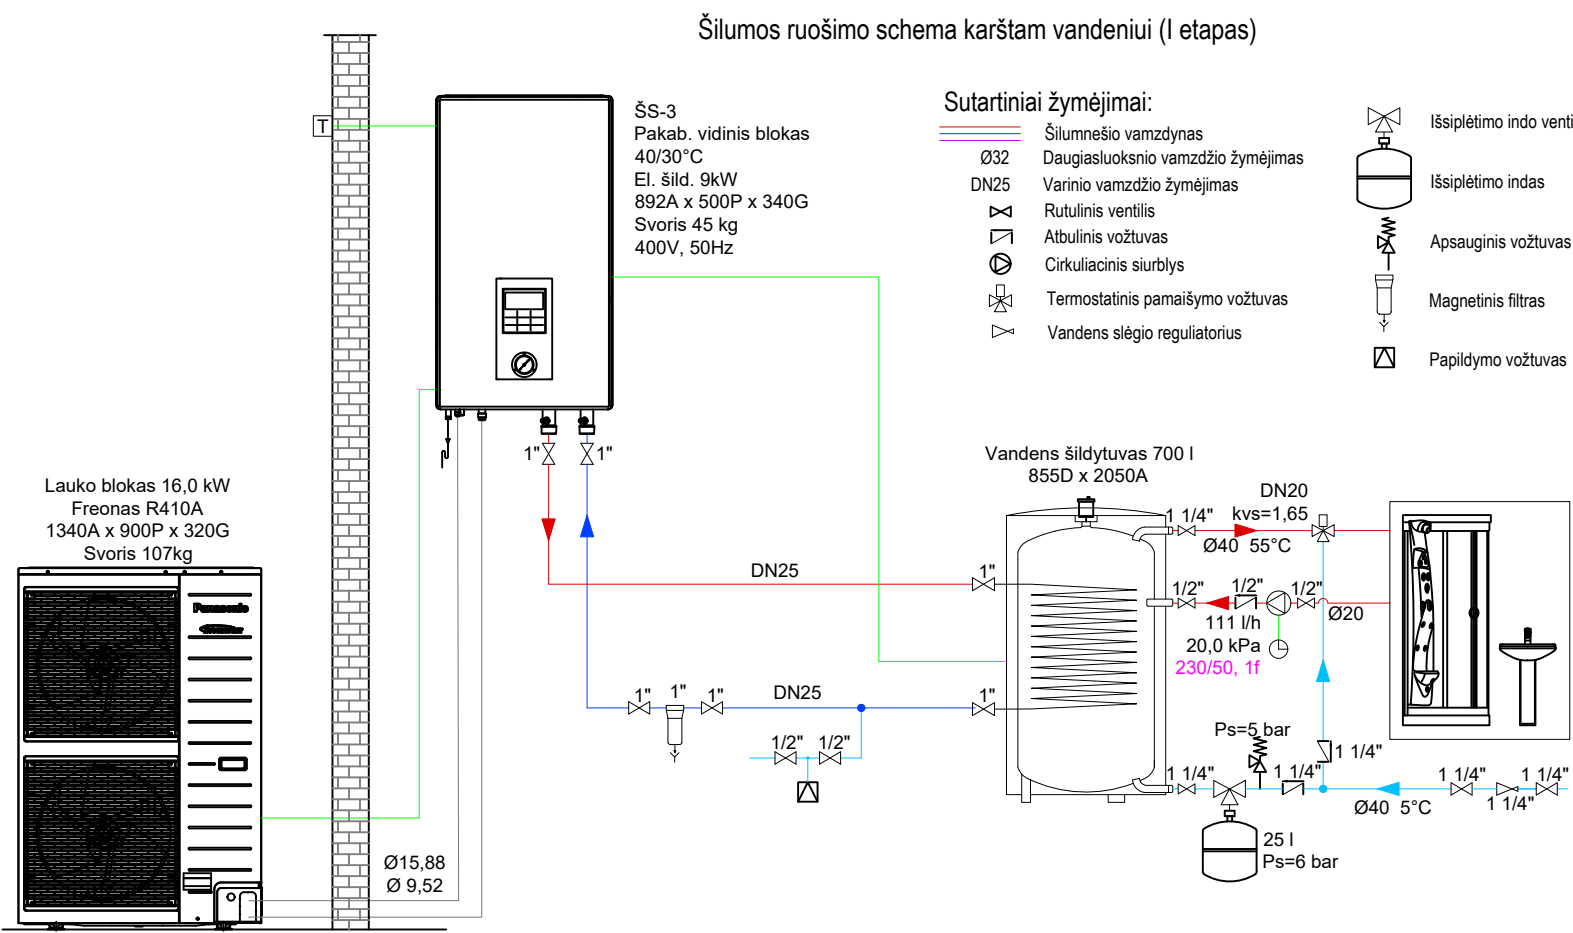 Šilumos ruošimo schema karštam vandeniui (I etapas)
Sutartiniai žymėjimai:
Šilumnešio vamzdynas
Ø32 Daugiasluoksnio vamzdžio žymėjimas
DN25 Varinio vamzdžio žymėjimas
Rutulinis ventilis
Atbulinis vožtuvas
Cirkuliacinis siurblys
Termostatinis pamaišymo vožtuvas
Vandens slėgio reguliatorius
Išsiplėtimo indo venti
Išsiplėtimo indas
Apsauginis vožtuvas
Magnetinis filtras
Papildymo vožtuvas
T
ŠS-3
Pakab. vidinis blokas
40/30°C
El. šild. 9kW
892A x 500P x 340G
Svoris 45 kg
400V, 50Hz
1"
1"
Lauko blokas 16,0 kW
Freonas R410A
1340A x 900P x 320G
Svoris 107kg
Panasonic
Inverter
Ø15,88
Ø 9,52
DN25
1"
1"
1"
1"
DN25
1"
1/2"
1/2"
Vandens šildytuvas 700 l
855D x 2050A
1 1/4"
DN20
kvs=1,65
Ø40 55°C
1/2"
1/2"
1/2"
Ø20
111 l/h
20,0 kPa
230/50, 1f
Ps=5 bar
1 1/4"
1 1/4"
1 1/4"
1 1/4"
1 1/4"
1 1/4"
Ø40 5°C
25 l
Ps=6 bar